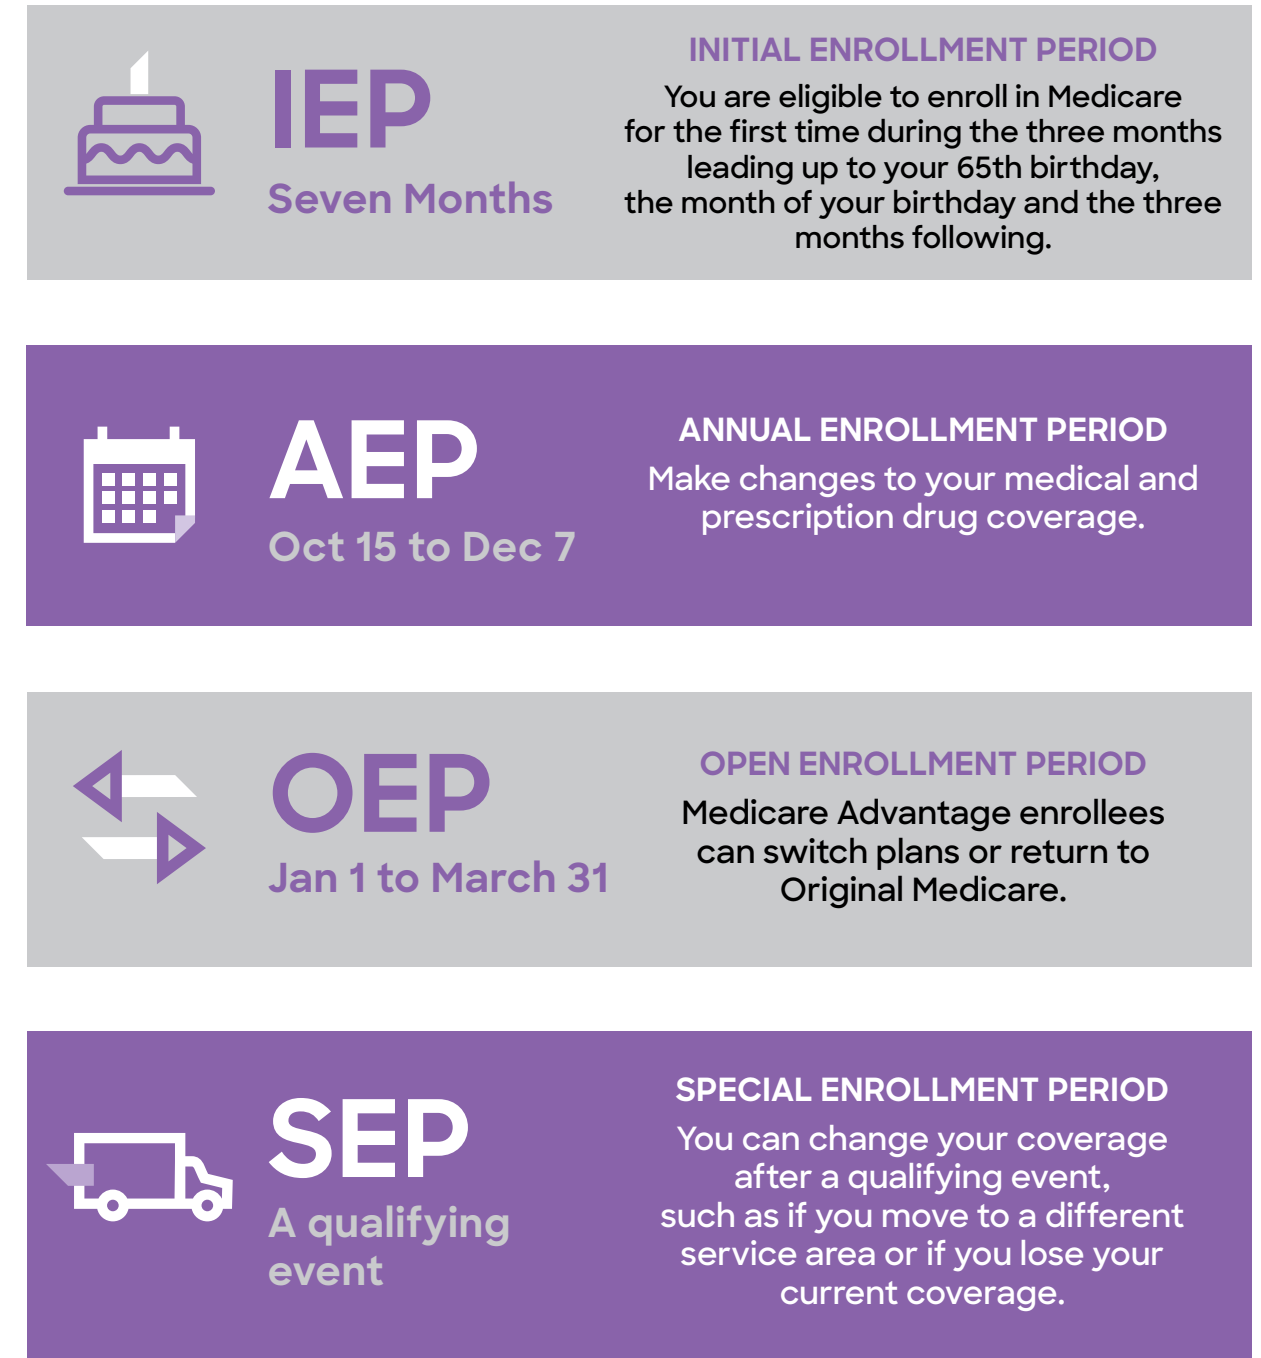 IEP
Seven Months
INITIAL ENROLLMENT PERIOD
You are eligible to enroll in Medicare
for the first time during the three months
leading up to your 65th birthday,
the month of your birthday and the three
months following.
AEP
Oct 15 to Dec 7
ANNUAL ENROLLMENT PERIOD
Make changes to your medical and
prescription drug coverage.
OEP
Jan 1 to March 31
OPEN ENROLLMENT PERIOD
Medicare Advantage enrollees
can switch plans or return to
Original Medicare.
SEP
A qualifying
event
SPECIAL ENROLLMENT PERIOD
You can change your coverage
after a qualifying event,
such as if you move to a different
service area or if you lose your
current coverage.